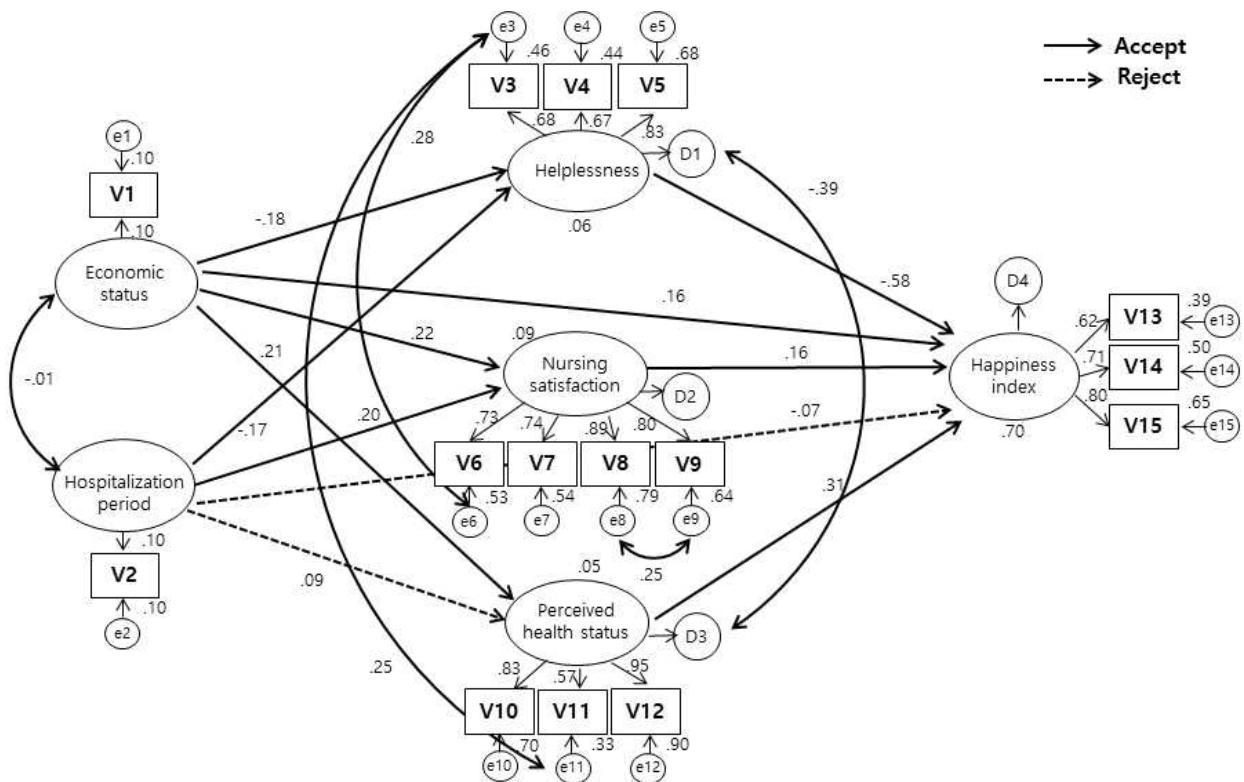 e3
e4
e5
.46
.44
.68
V3
V4
V5
.68
.67
.83
Helplessness
D1
.06
Accept
Reject
e1
.10
V1
.10
Economic
status
-.01
Hospitalization
period
.10
V2
.10
e2
.28
-.18
-.39
-.58
.16
.22
.21
.20
-.17
.09
.09
Nursing
satisfaction
D2
.16
-.07
.73
.74
.89
.80
V6
V7
V8
V9
.53
.54
.79
.64
e6
e7
e8
e9
.25
.31
.05
Perceived
health status
D3
.25
.83
.57
.95
V10
V11
V12
.70
.33
.90
e10
e11
e12
D4
Happiness
index
.70
.62
.71
.80
V13
V14
V15
.39
.50
.65
e13
e14
e15